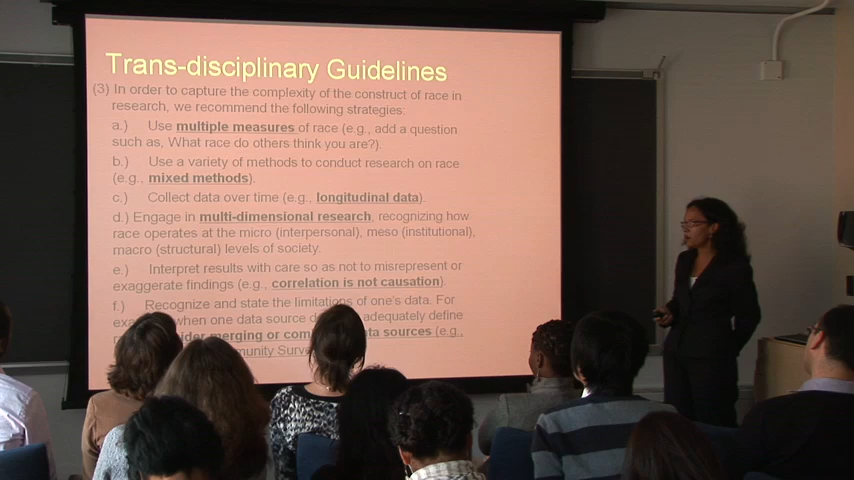 Trans-disciplinary Guidelines
(3) In order to capture the complexity of the construct of race in
research, we recommend the following strategies:
a.) Use multiple measures of race (e.g., add a question
such as, What race do others think you are?).
b.) Use a variety of methods to conduct research on race
(e.g., mixed methods).
c.) Collect data over time (e.g., longitudinal data).
d.) Engage in multi-dimensional research, recognizing how
race operates at the micro (interpersonal), meso (institutional),
macro (structural) levels of society.
e.) Interpret results with care so as not to misrepresent or
exaggerate findings (e.g., correlation is not causation).
f.) Recognize and state the limitations of one's data. For
when one data source adequately define
merging or data sources (e.g.,